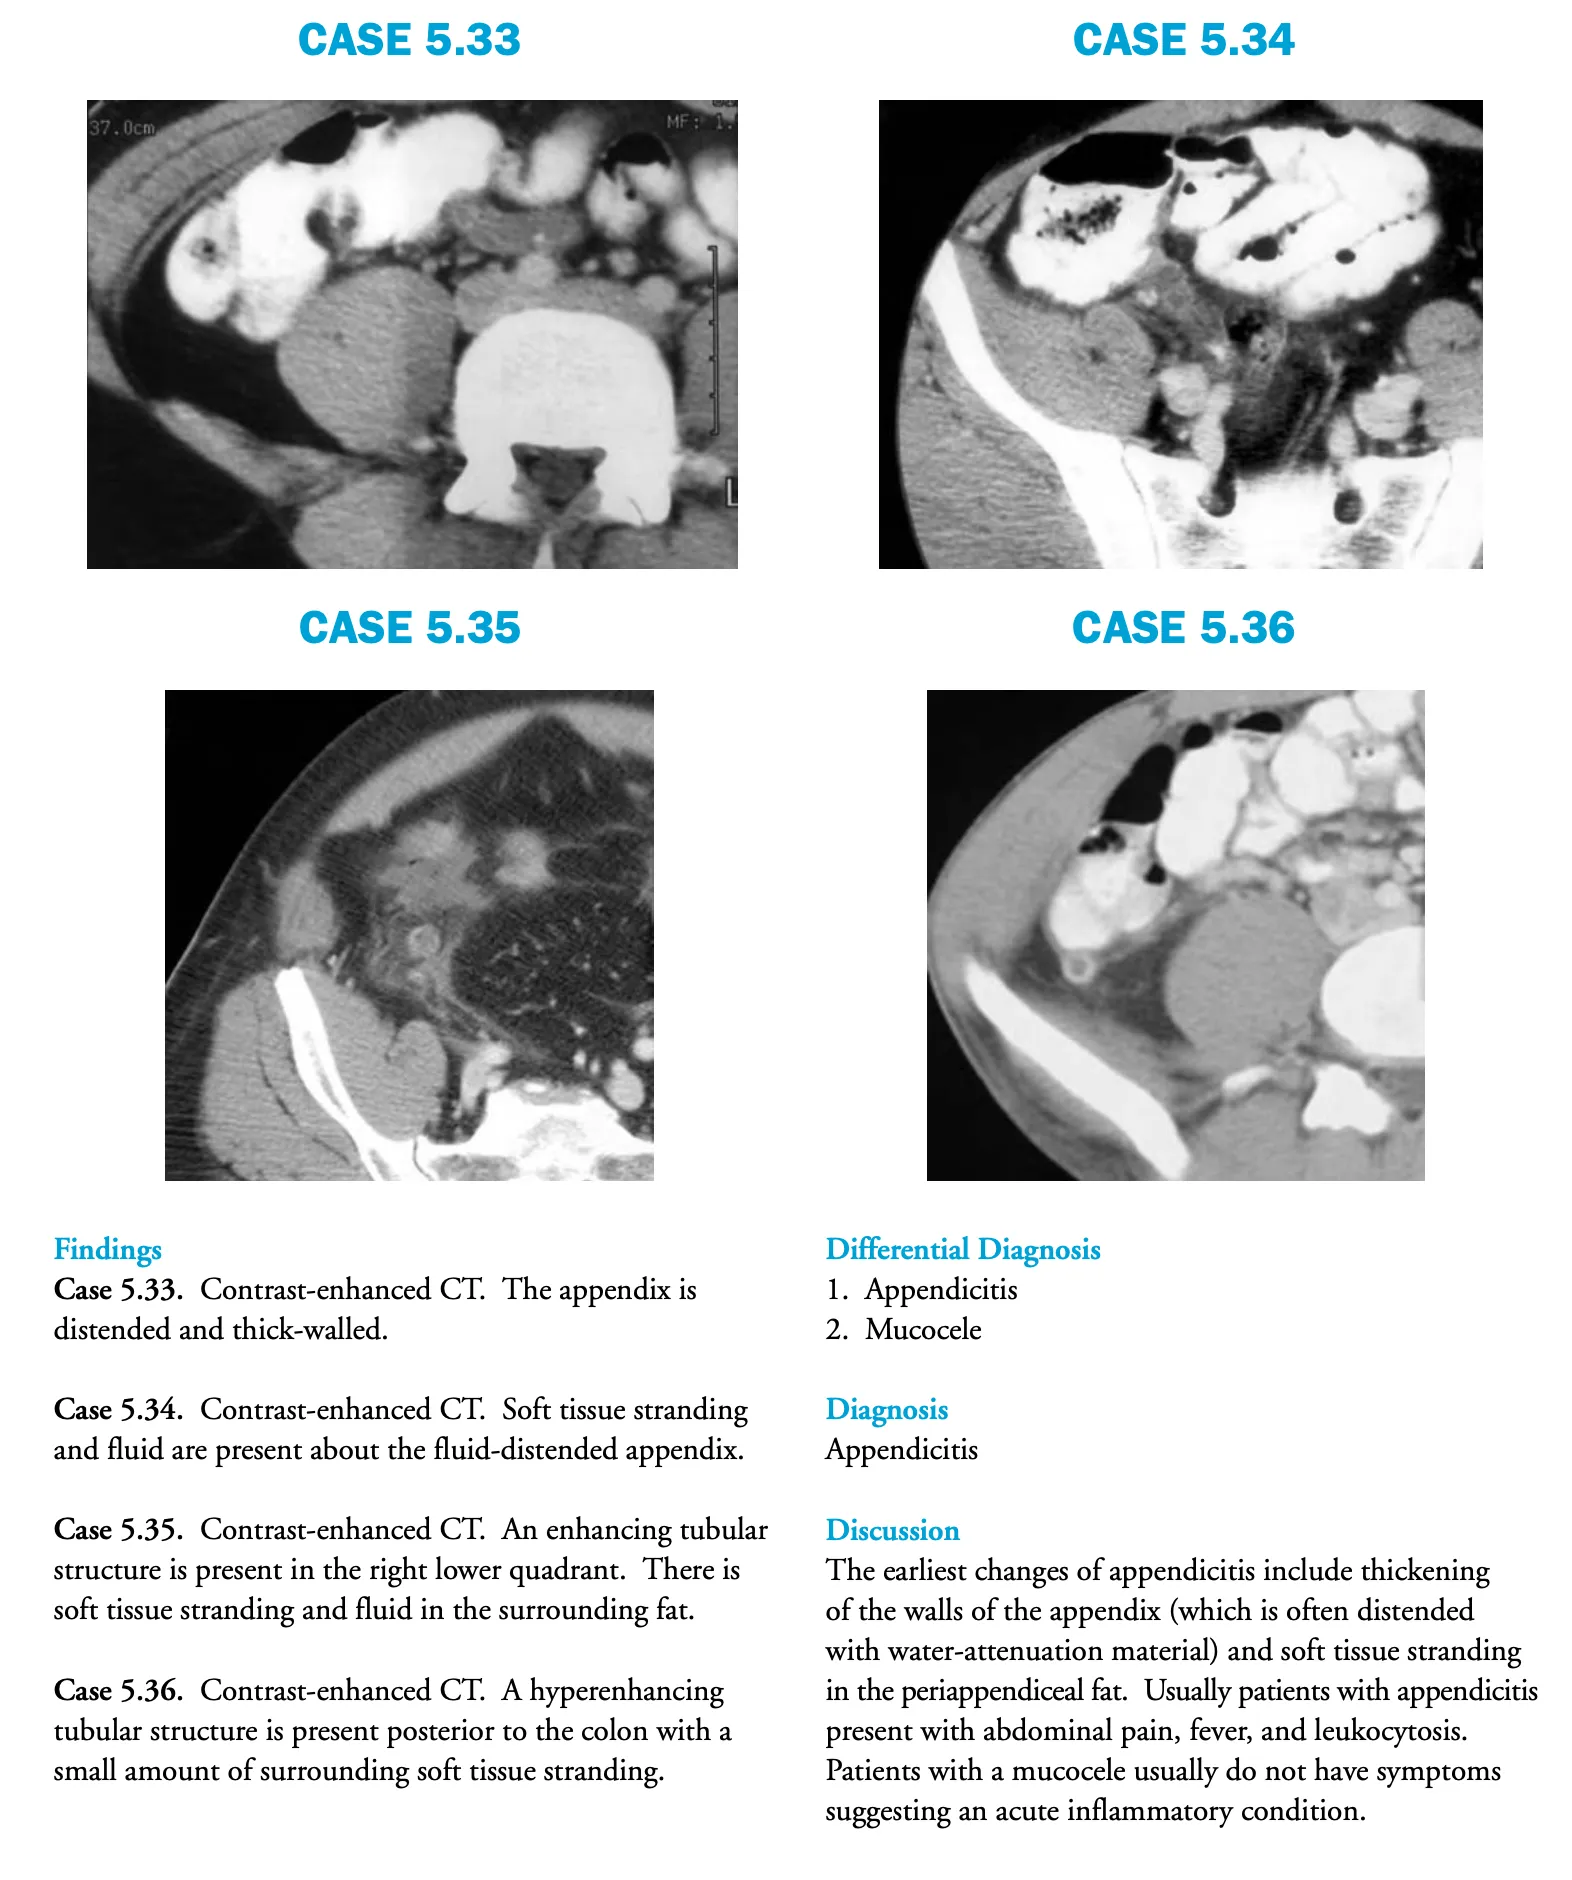 CASE 5.33
CASE 5.34
37.0cm
MF: 1.
L
CASE 5.35
CASE 5.36
Findings
Case 5.33. Contrast-enhanced CT. The appendix is
distended and thick-walled.
Case 5.34. Contrast-enhanced CT. Soft tissue stranding
and fluid are present about the fluid-distended appendix.
Case 5.35. Contrast-enhanced CT. An enhancing tubular
structure is present in the right lower quadrant. There is
soft tissue stranding and fluid in the surrounding fat.
Case 5.36. Contrast-enhanced CT. A hyperenhancing
tubular structure is present posterior to the colon with a
small amount of surrounding soft tissue stranding.
Differential Diagnosis
1. Appendicitis
2. Mucocele
Diagnosis
Appendicitis
Discussion
The earliest changes of appendicitis include thickening
of the walls of the appendix (which is often distended
with water-attenuation material) and soft tissue stranding
in the periappendiceal fat. Usually patients with appendicitis
present with abdominal pain, fever, and leukocytosis.
Patients with a mucocele usually do not have symptoms
suggesting an acute inflammatory condition.